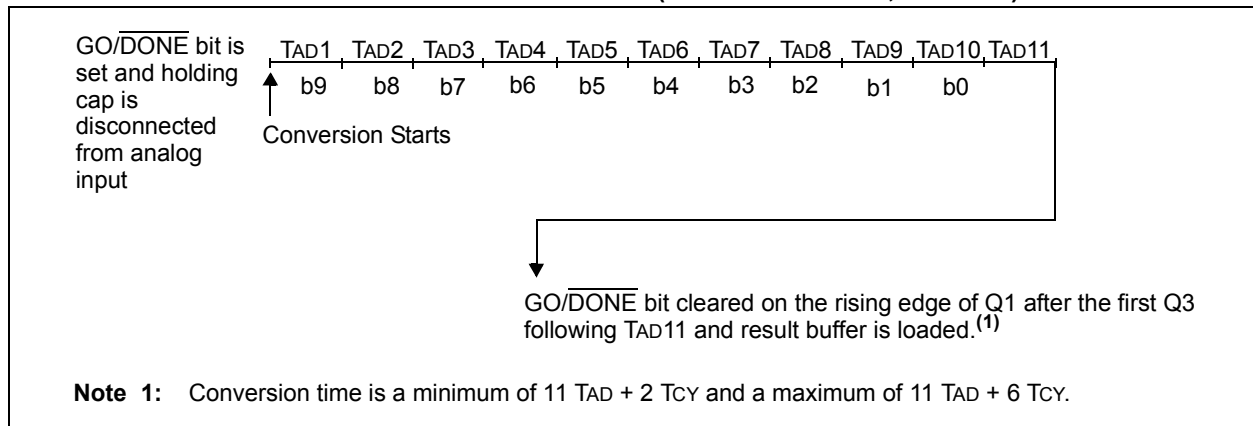 GO/DONE bit is
set and holding
cap is
disconnected
from analog
input
TAD1 TAD2 TAD3 TAD4 TAD5 TAD6 TAD7 TAD8 TAD9 TAD10 TAD11
b9 b8 b7 b6 b5 b4 b3 b2 b1 b0
Conversion Starts
GO/DONE bit cleared on the rising edge of Q1 after the first Q3
following TAD11 and result buffer is loaded.(1)
Note 1: Conversion time is a minimum of 11 TAD + 2 TCY and a maximum of 11 TAD + 6 TCY.